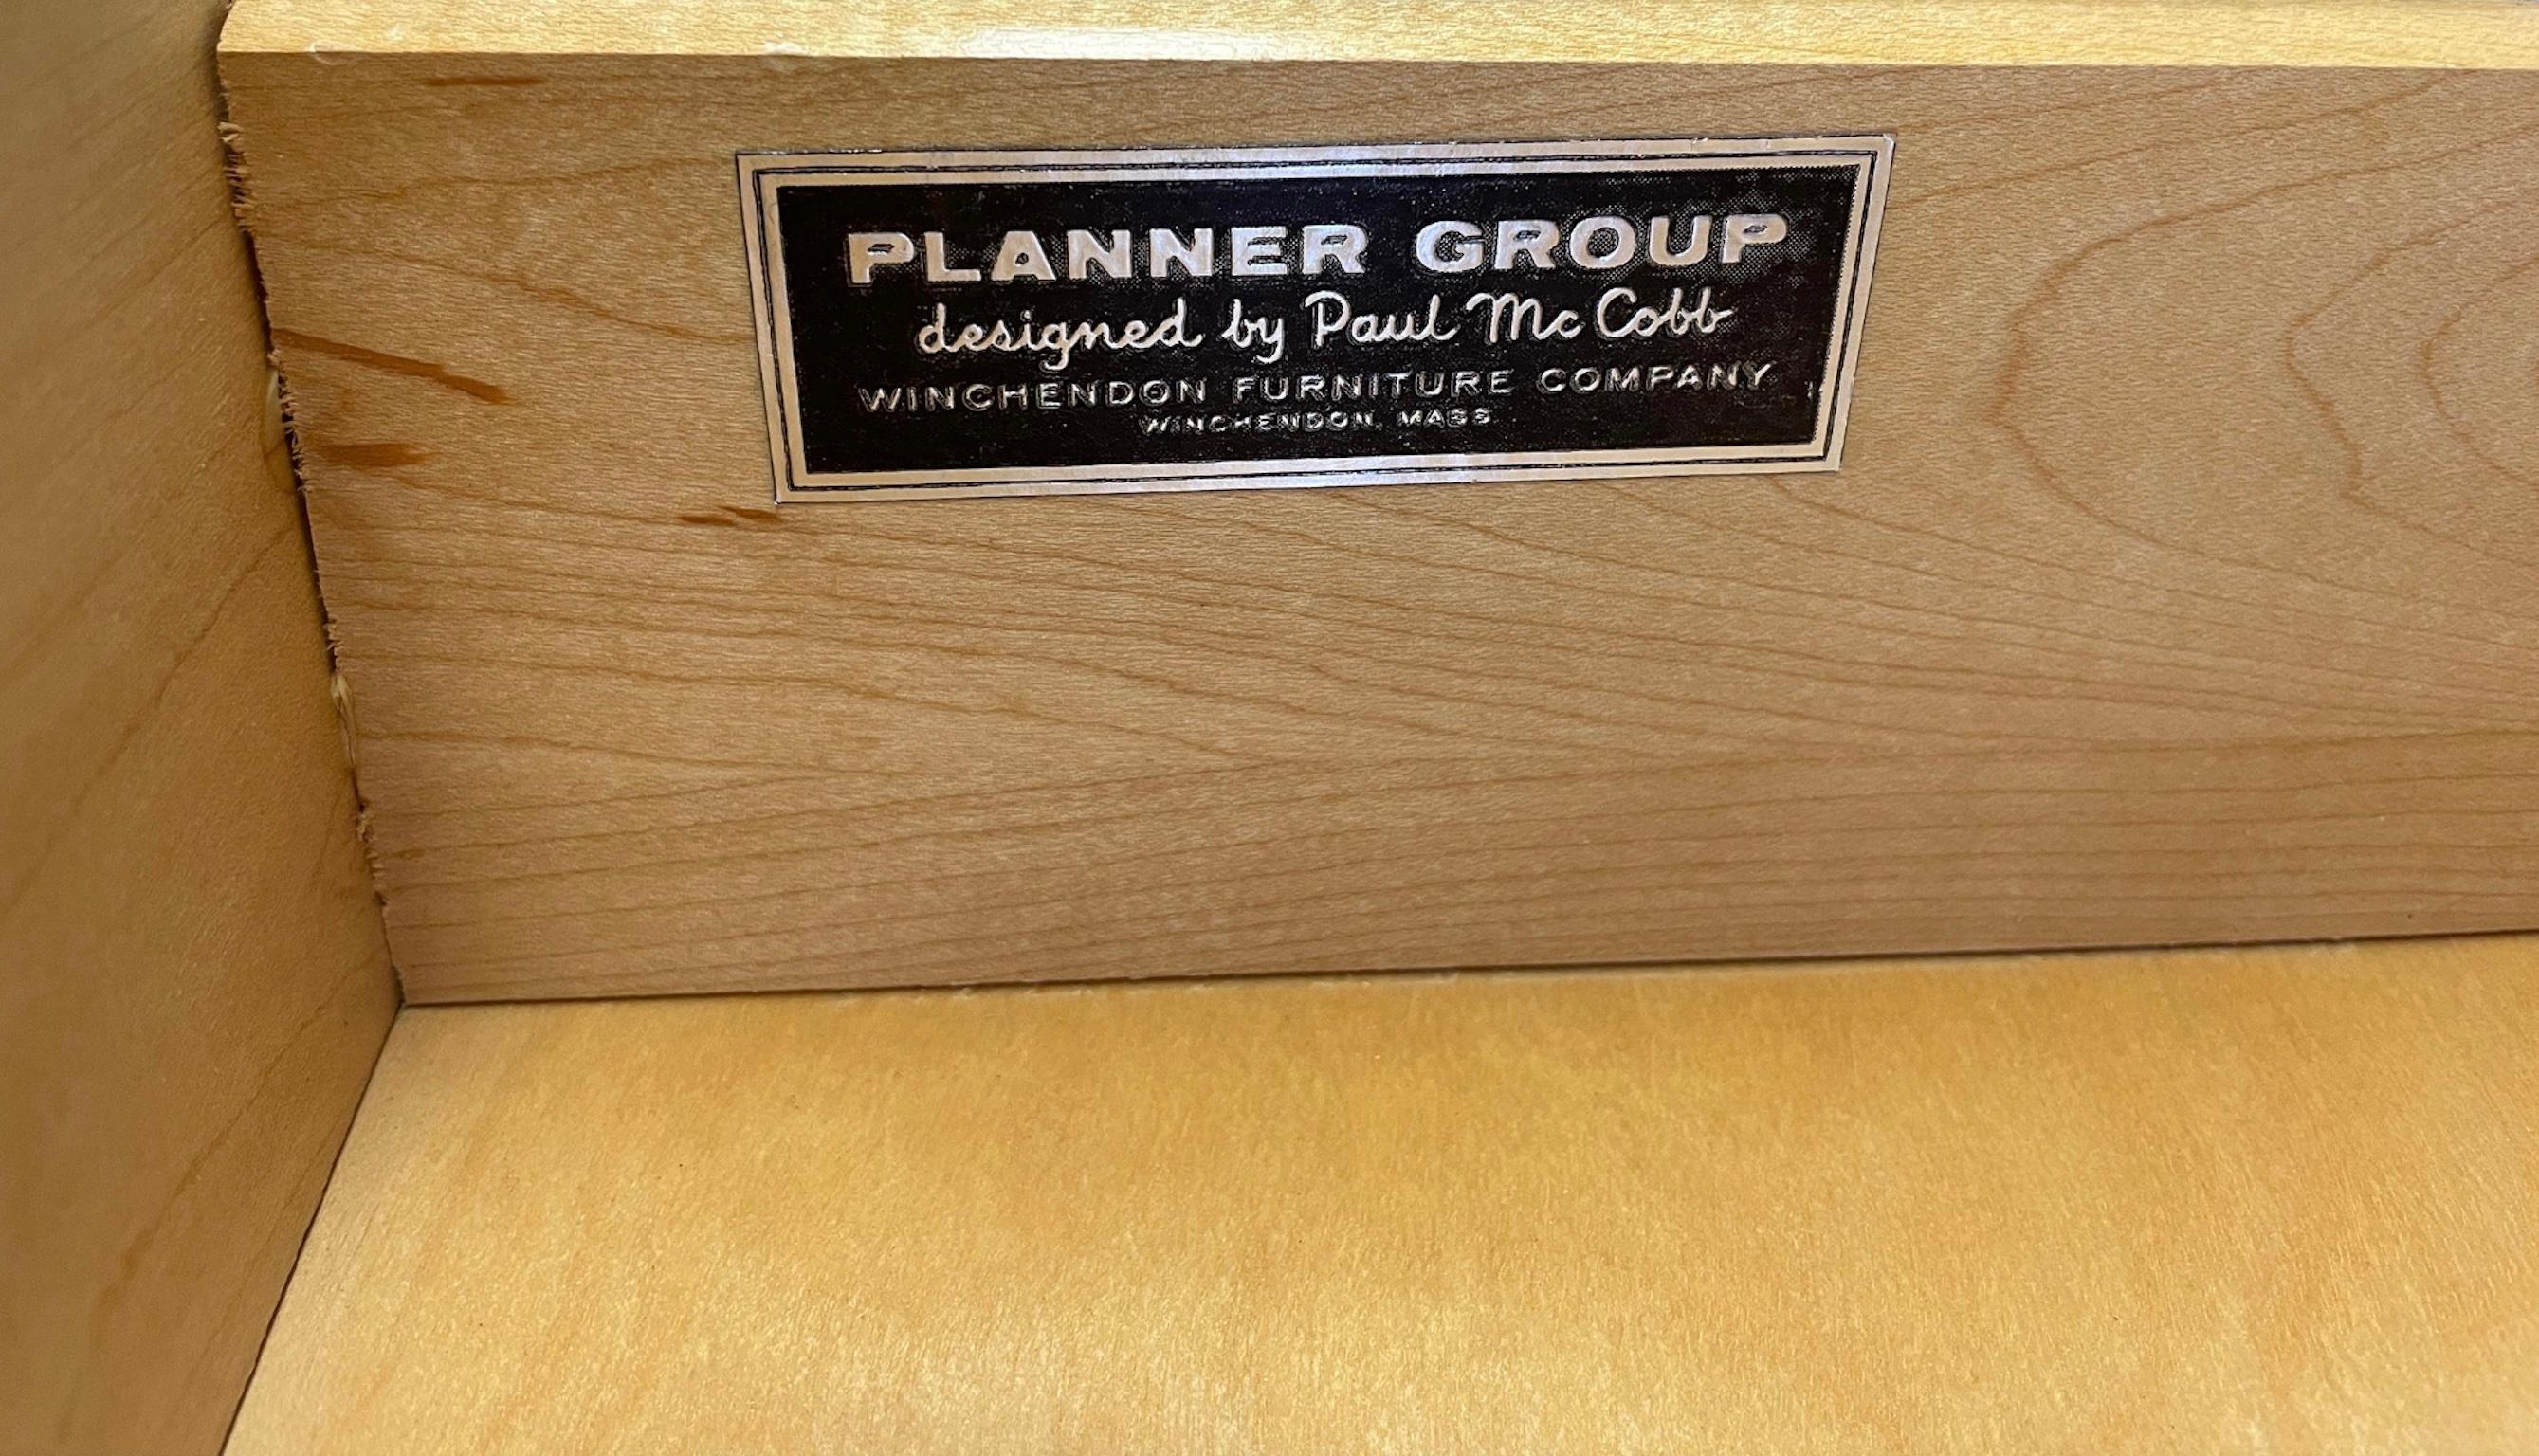 PLANNER GROUP
designed by Paul McCobb
WINCHENDON FURNITURE COMPANY
WINCHENDON, MASS